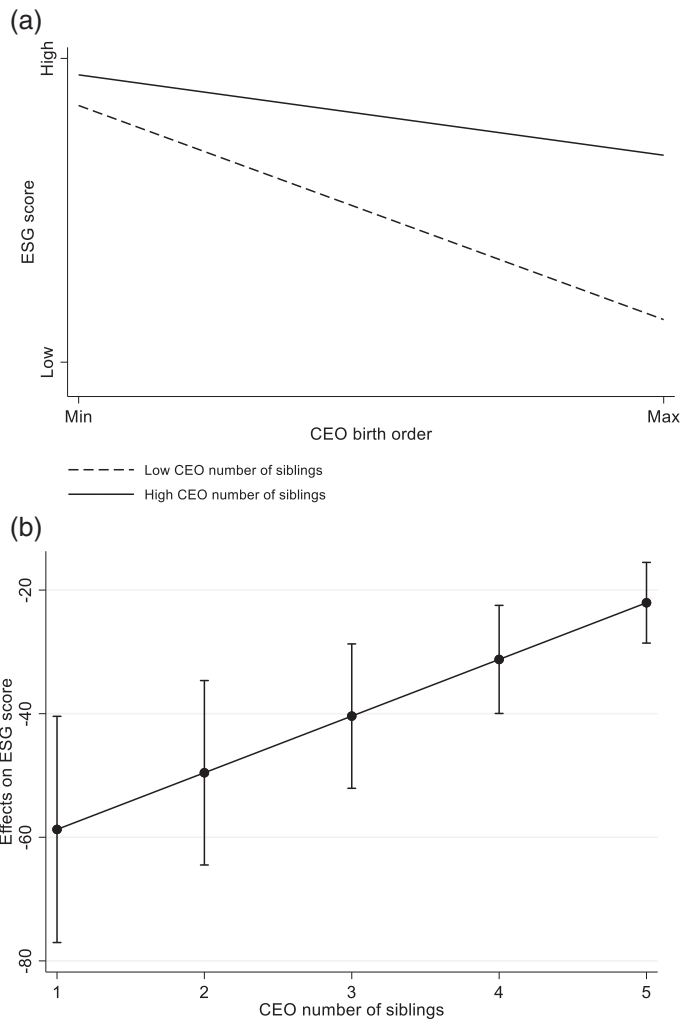 (a)
High
ESG score
Low
Min
Max
CEO birth order
Low CEO number of siblings
High CEO number of siblings
(b)
-20
-40
-60
-80
Effects on ESG score
1 2 3 4 5
CEO number of siblings